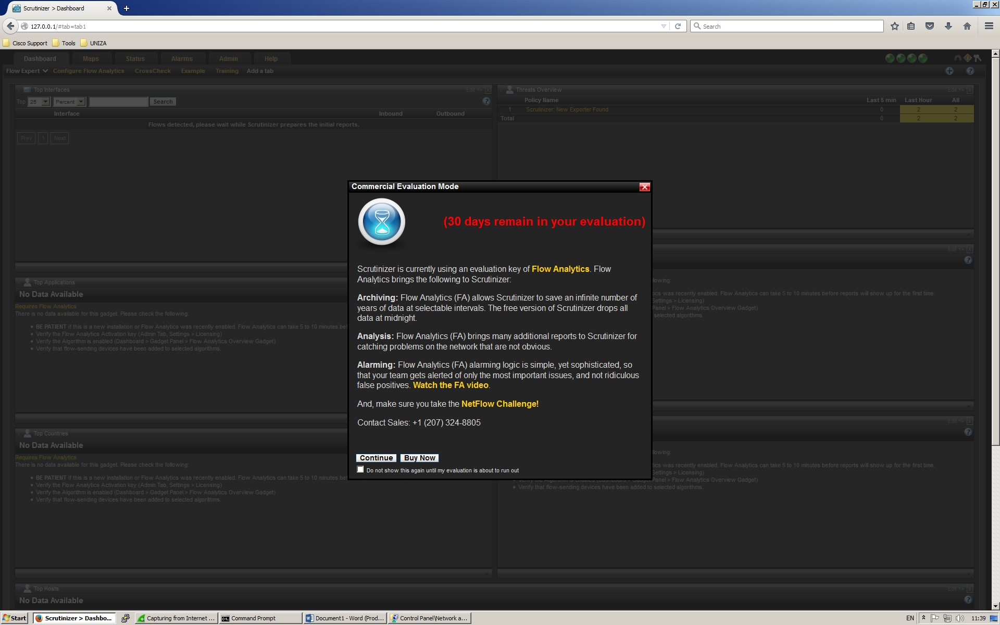 Scrutinizer > Dashboard
127.0.0.1/#tab=tab1
Search
Cisco Support
Tools
UNIZA
Dashboard
Maps
Status
Alarms
Admin
Help
Flow Expert
Configure Flow Analytics
CrossCheck
Example
Training
Add a tab
Top Interfaces
Edit
Top 25 Percent Search
Interface Inbound Outbound
Flows detected, please wait while Scrutinizer prepares the initial reports.
Prev 1 Next
Threats Overview
Edit
Policy Name Last 5 min Last Hour All
1 Scrutinizer: New Exporter Found 0 2 2
Total 0 2 2
Commercial Evaluation Mode
(30 days remain in your evaluation)
Scrutinizer is currently using an evaluation key of Flow Analytics. Flow
Analytics brings the following to Scrutinizer:
Archiving: Flow Analytics (FA) allows Scrutinizer to save an infinite number of
years of data at selectable intervals. The free version of Scrutinizer drops all
data at midnight.
Analysis: Flow Analytics (FA) brings many additional reports to Scrutinizer for
catching problems on the network that are not obvious.
Alarming: Flow Analytics (FA) alarming logic is simple, yet sophisticated, so
that your team gets alerted of only the most important issues, and not ridiculous
false positives. Watch the FA video.
And, make sure you take the NetFlow Challenge!
Contact Sales: +1 (207) 324-8805
Continue Buy Now
Do not show this again until my evaluation is about to run out
Top Applications
No Data Available
Requires Flow Analytics
There is no data available for this gadget. Please check the following:
• BE PATIENT if this is a new installation or Flow Analytics was recently enabled. Flow Analytics can take 5 to 10 minutes bef
• Verify the Flow Analytics Activation key (Admin Tab, Settings > Licensing)
• Verify the Algorithm is enabled (Dashboard > Gadget Panel > Flow Analytics Overview Gadget)
• Verify that flow-sending devices have been added to selected algorithms.
Edit
lowing:
tics was recently enabled. Flow Analytics can take 5 to 10 minutes before reports will show up for the first time.
Settings > Licensing)
Panel > Flow Analytics Overview Gadget)
selected algorithms.
Top Countries
No Data Available
Requires Flow Analytics
There is no data available for this gadget. Please check the following:
• BE PATIENT if this is a new installation or Flow Analytics was recently enabled. Flow Analytics can take 5 to 10 minutes bef
• Verify the Flow Analytics Activation key (Admin Tab, Settings > Licensing)
• Verify the Algorithm is enabled (Dashboard > Gadget Panel > Flow Analytics Overview Gadget)
• Verify that flow-sending devices have been added to selected algorithms.
Edit
lowing:
tics was recently enabled. Flow Analytics can take 5 to 10 minutes before reports will show up for the first time.
Settings > Licensing)
• Verify the Algorithm is enabled (Dashboard > Gadget Panel > Flow Analytics Overview Gadget)
• Verify that flow-sending devices have been added to selected algorithms.
Top Hosts
Edit
No Data Available
Start
Scrutinizer > Dashbo...
Capturing from Internet ...
Command Prompt
Document1 - Word (Prod...
Control Panel\Network a...
EN
11:39